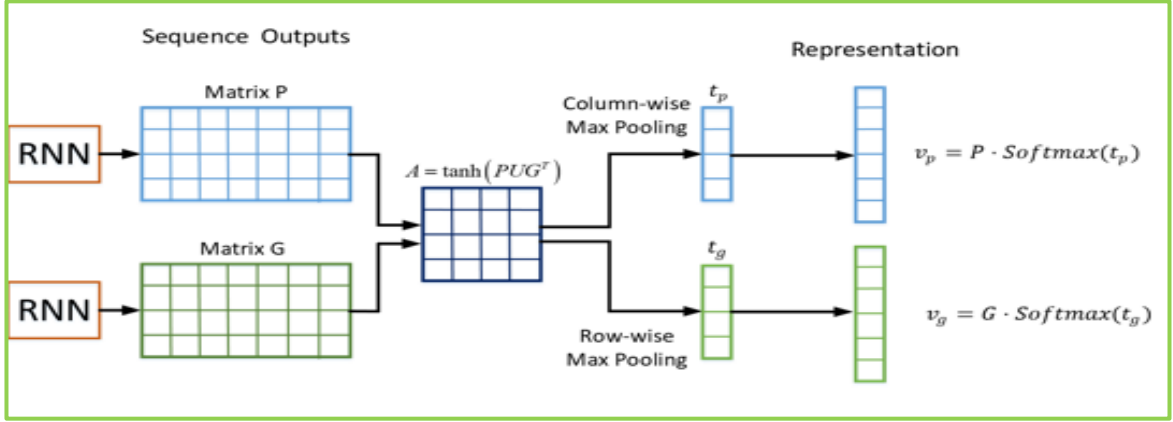 Sequence Outputs
Representation
Matrix P
RNN
Column-wise
Max Pooling
t_p
v_p = P · Softmax(t_p)
A = tanh(PUG^T)
Matrix G
RNN
Row-wise
Max Pooling
t_g
v_g = G · Softmax(t_g)